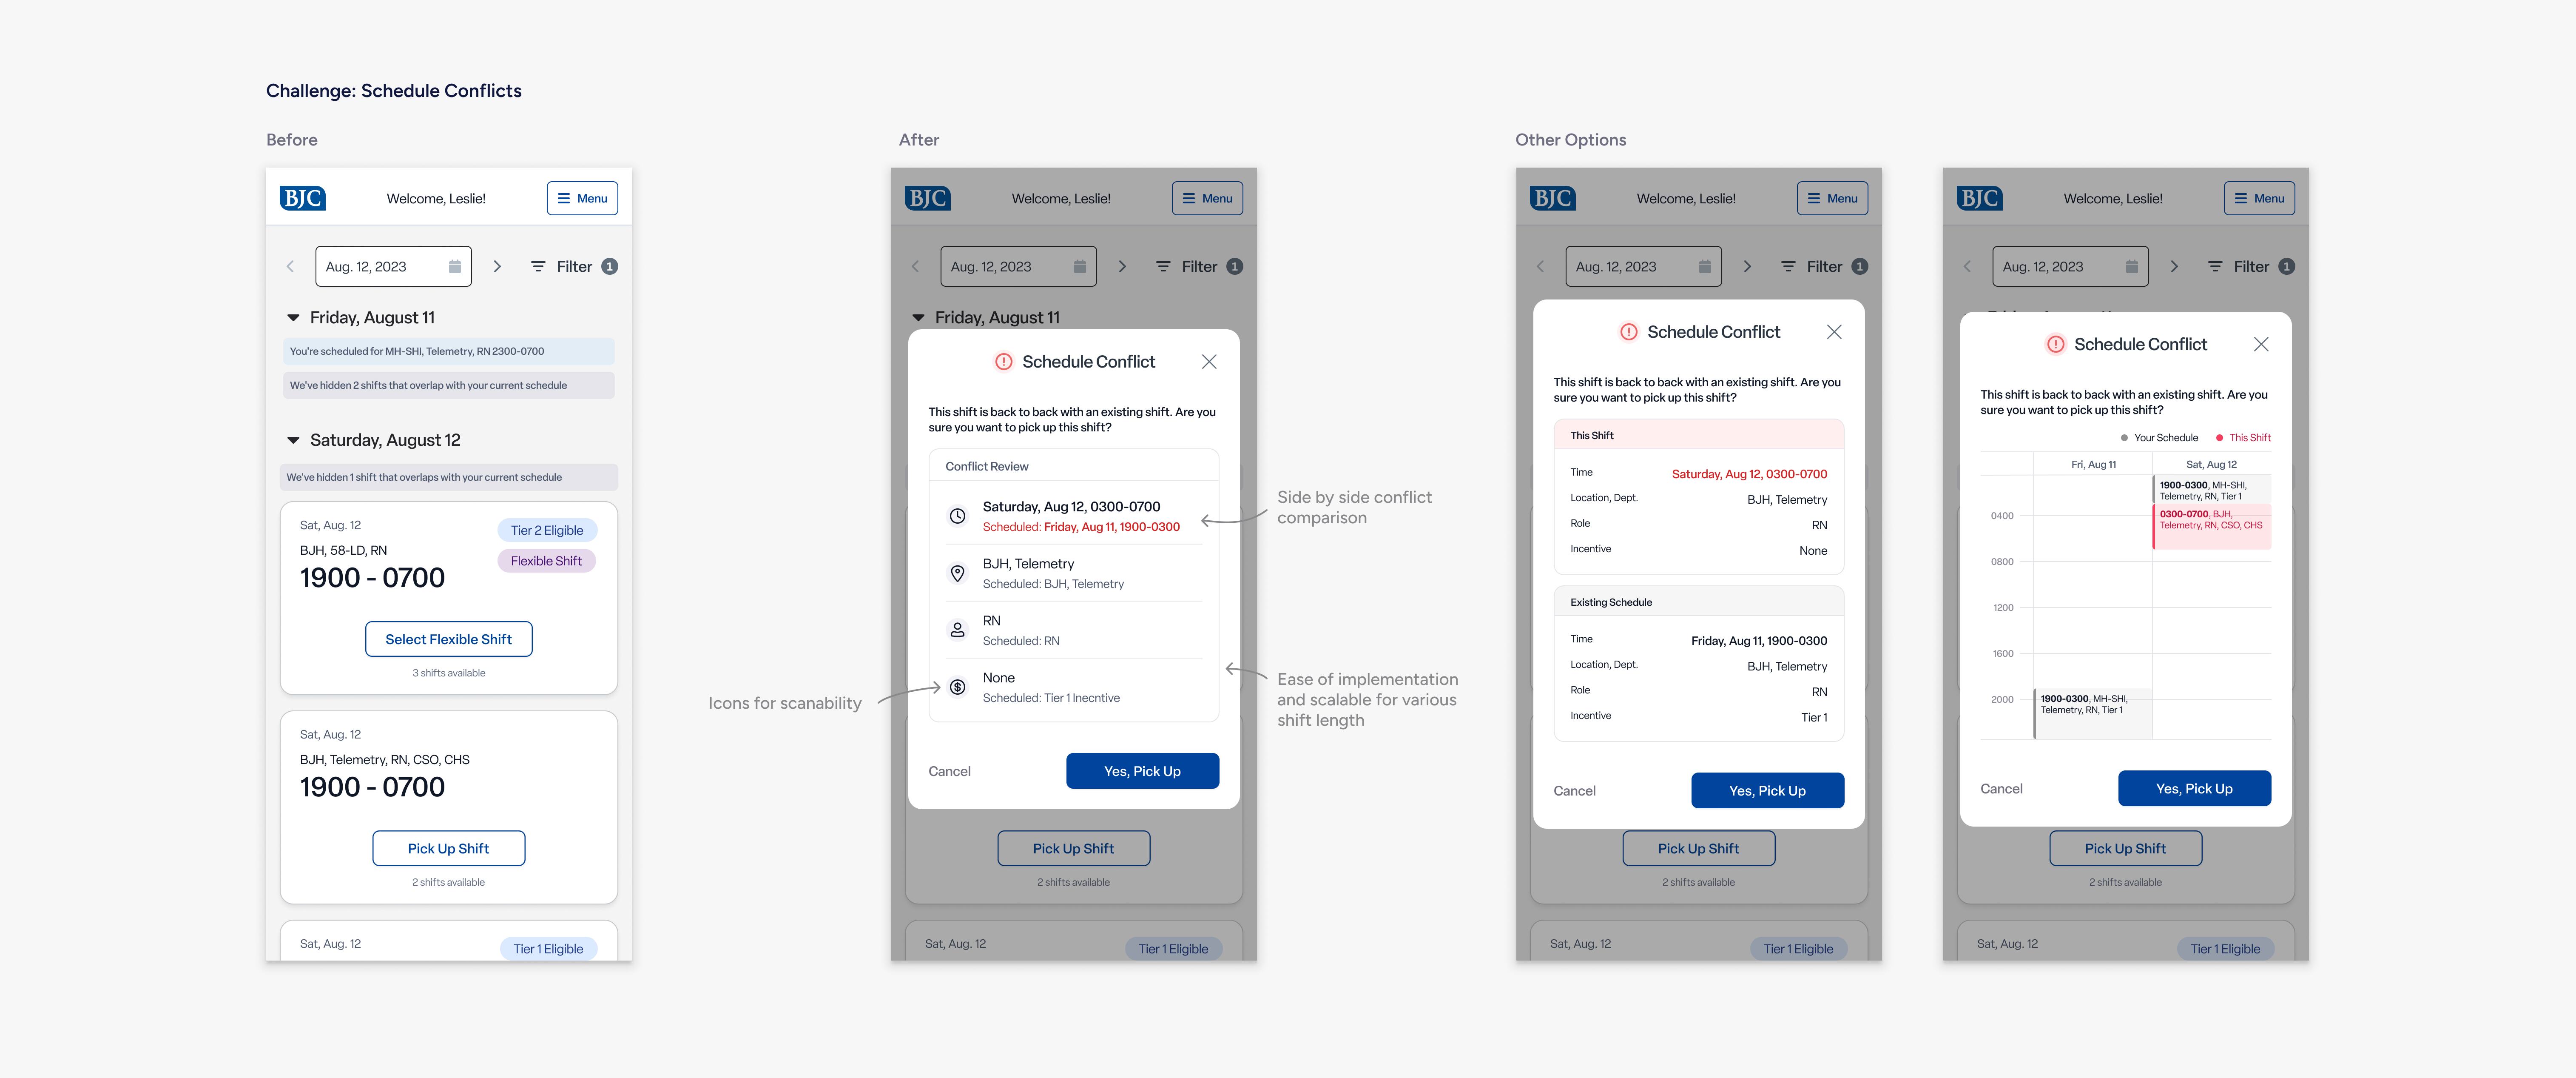 Challenge: Schedule Conflicts
Before
BJC
Welcome, Leslie!
Menu
Aug. 12, 2023
Filter
1
Friday, August 11
You're scheduled for MH-SHI, Telemetry, RN 2300-0700
We've hidden 2 shifts that overlap with your current schedule
Saturday, August 12
We've hidden 1 shift that overlaps with your current schedule
Sat, Aug. 12
Tier 2 Eligible
BJH, 58-LD, RN
Flexible Shift
1900 - 0700
Select Flexible Shift
3 shifts available
Sat, Aug. 12
BJH, Telemetry, RN, CSO, CHS
1900 - 0700
Pick Up Shift
2 shifts available
Sat, Aug. 12
Tier 1 Eligible
After
BJC
Welcome, Leslie!
Menu
Aug. 12, 2023
Filter
1
Friday, August 11
Schedule Conflict
This shift is back to back with an existing shift. Are you
sure you want to pick up this shift?
Conflict Review
Saturday, Aug 12, 0300-0700
Scheduled: Friday, Aug 11, 1900-0300
BJH, Telemetry
Scheduled: BJH, Telemetry
RN
Scheduled: RN
None
Scheduled: Tier 1 Inecntive
Cancel
Yes, Pick Up
Pick Up Shift
2 shifts available
Sat, Aug. 12
Tier 1 Eligible
Icons for scanability
Side by side conflict
comparison
Ease of implementation
and scalable for various
shift length
Other Options
BJC
Welcome, Leslie!
Menu
Aug. 12, 2023
Filter
1
Schedule Conflict
This shift is back to back with an existing shift. Are you
sure you want to pick up this shift?
This Shift
Time
Saturday, Aug 12, 0300-0700
Location, Dept.
BJH, Telemetry
Role
RN
Incentive
None
Existing Schedule
Time
Friday, Aug 11, 1900-0300
Location, Dept.
BJH, Telemetry
Role
RN
Incentive
Tier 1
Cancel
Yes, Pick Up
Pick Up Shift
2 shifts available
Sat, Aug. 12
Tier 1 Eligible
BJC
Welcome, Leslie!
Menu
Aug. 12, 2023
Filter
1
Schedule Conflict
This shift is back to back with an existing shift. Are you
sure you want to pick up this shift?
Your Schedule
This Shift
Fri, Aug 11
Sat, Aug 12
1900-0300, MH-SHI,
Telemetry, RN, Tier 1
0300-0700, BJH,
Telemetry, RN, CSO, CHS
0400
0800
1200
1600
2000
1900-0300, MH-SHI,
Telemetry, RN, Tier 1
Cancel
Yes, Pick Up
Pick Up Shift
2 shifts available
Sat, Aug. 12
Tier 1 Eligible